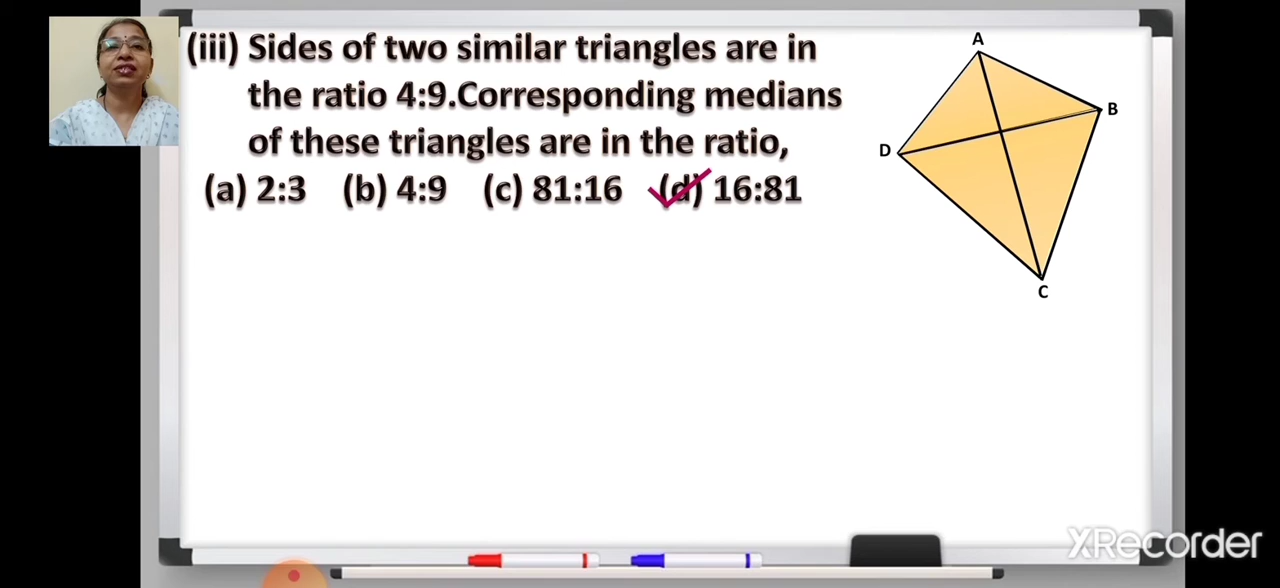 (iii) Sides of two similar triangles are in
the ratio 4:9.Corresponding medians
of these triangles are in the ratio,
(a) 2:3 (b) 4:9 (c) 81:16 (d) 16:81
A
B
D
C
XRecorder